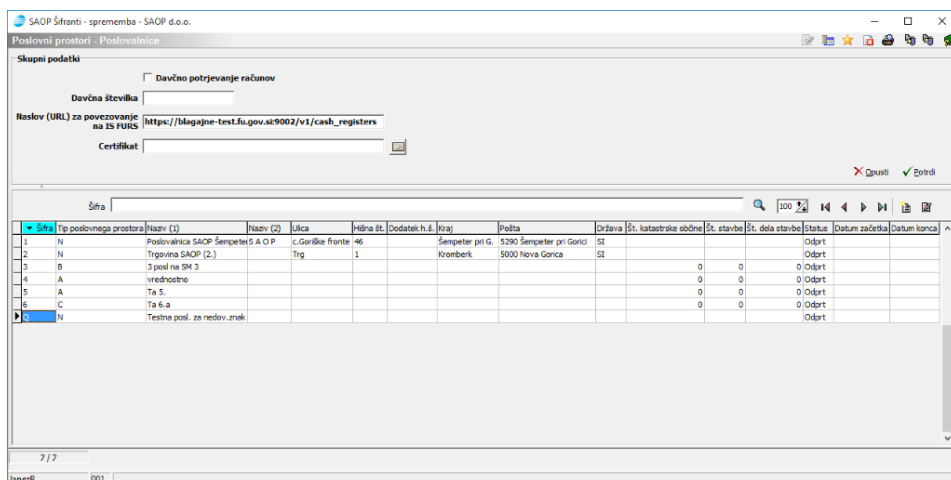 SAOP Šifranti - sprememba - SAOP d.o.o.
Poslovni prostori - Poslovalnice
Skupni podatki
Davčno potrjevanje računov
Davčna številka
Naslov (URL) za povezovanje na IS FURS https://blagajne-test.fu.gov.si:9002/v1/cash_registers
Certifikat
Opusti Potrdi
Šifra 100
Šifra Tip poslovnega prostora Naziv (1) Naziv (2) Ulica Hišna št. Dodatek h.š. Kraj Pošta Država Št. katastrske občine Št. stavbe Št. dela stavbe Status Datum začetka Datum konca
1 N Poslovalnica SAOP Šempeter S A O P c.Goriške fronte 46 Šempeter pri G. 5290 Šempeter pri Gorici SI Odprt
2 N Trgovina SAOP (2.) Trg 1 Kromberk 5000 Nova Gorica SI Odprt
3 B 3 posl na SM 3 0 0 0 Odprt
4 A vrednostno 0 0 0 Odprt
5 A Ta 5. 0 0 0 Odprt
6 C Ta 6.a 0 0 0 Odprt
N Testna posl. za nedov.znak Odprt
7 / 7
JanezB 001